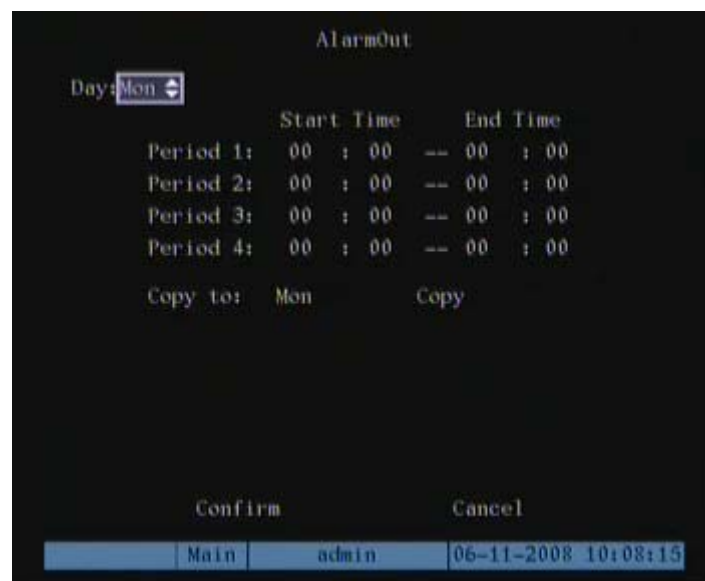 AlarmOut
Day: Mon
Start Time End Time
Period 1: 00 : 00 -- 00 : 00
Period 2: 00 : 00 -- 00 : 00
Period 3: 00 : 00 -- 00 : 00
Period 4: 00 : 00 -- 00 : 00
Copy to: Mon Copy
Confirm Cancel
Main admin 06-11-2008 10:08:15